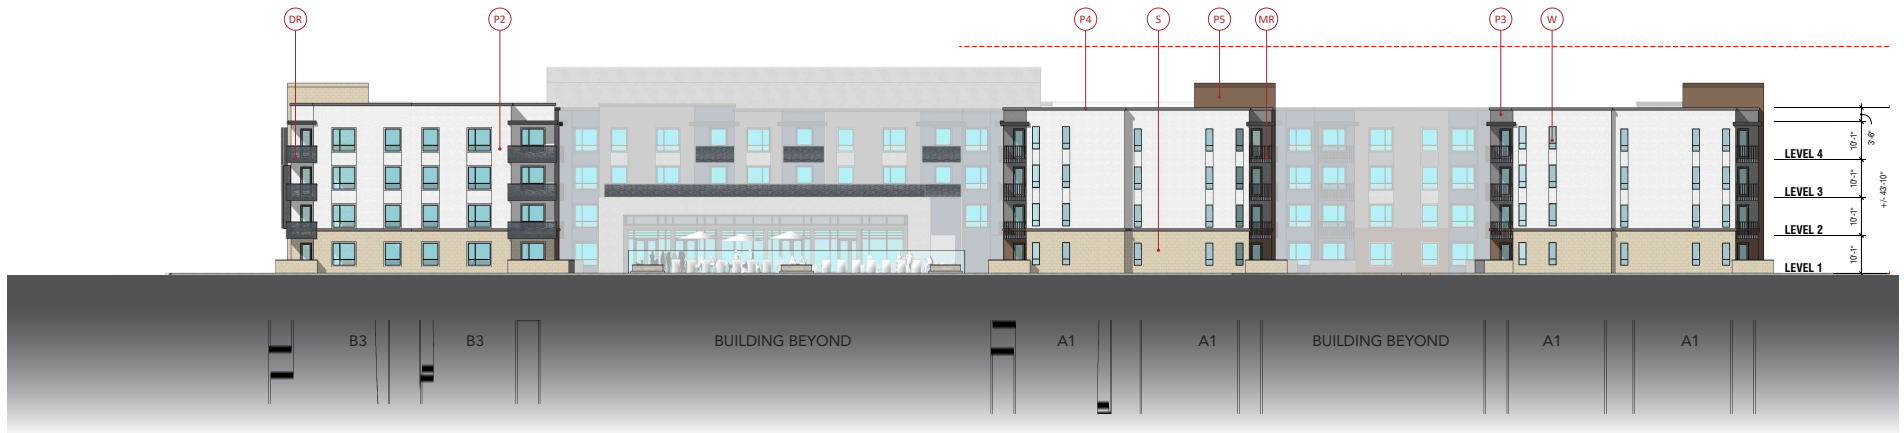 DR P2 P4 S P5 MR P3 W
3'-6"
10'-1"
LEVEL 4
10'-1"
LEVEL 3
+/- 43'-10"
10'-1"
LEVEL 2
10'-1"
LEVEL 1
B3 B3 BUILDING BEYOND A1 A1 BUILDING BEYOND A1 A1